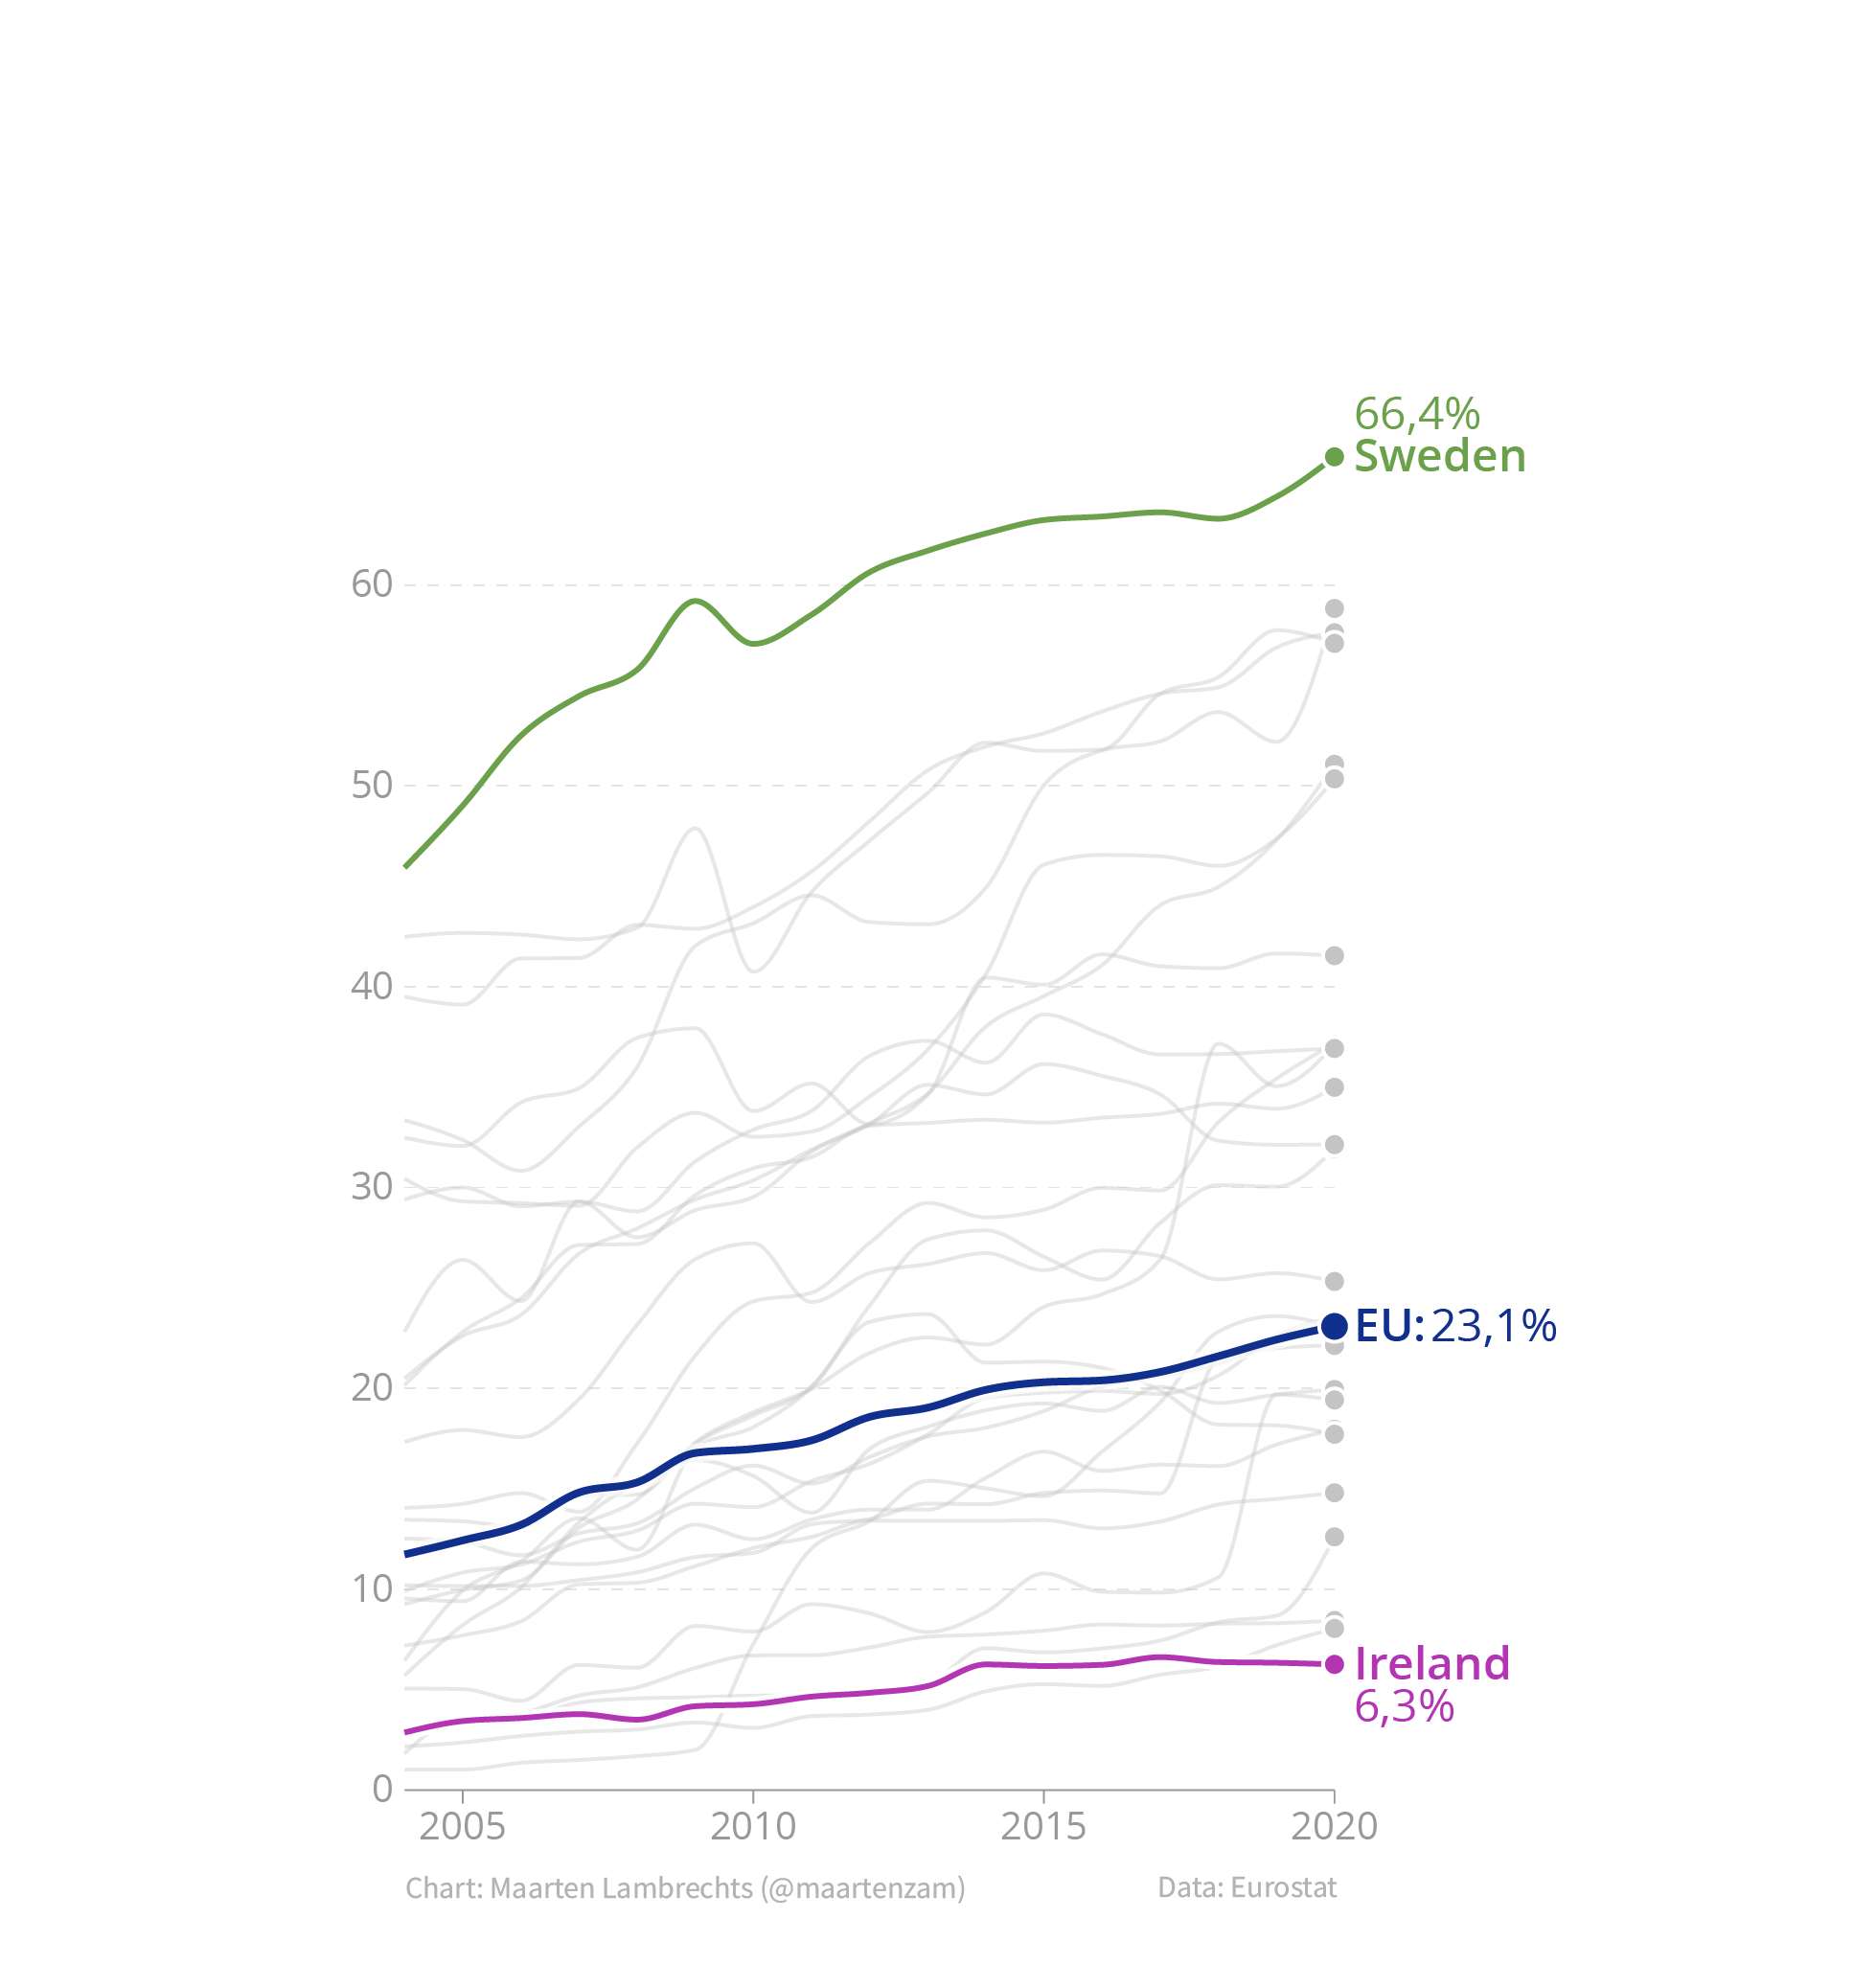 66,4%
Sweden
60
50
40
30
EU: 23,1%
20
10
Ireland
6,3%
0
2005 2010 2015 2020
Chart: Maarten Lambrechts (@maartenzam) Data: Eurostat